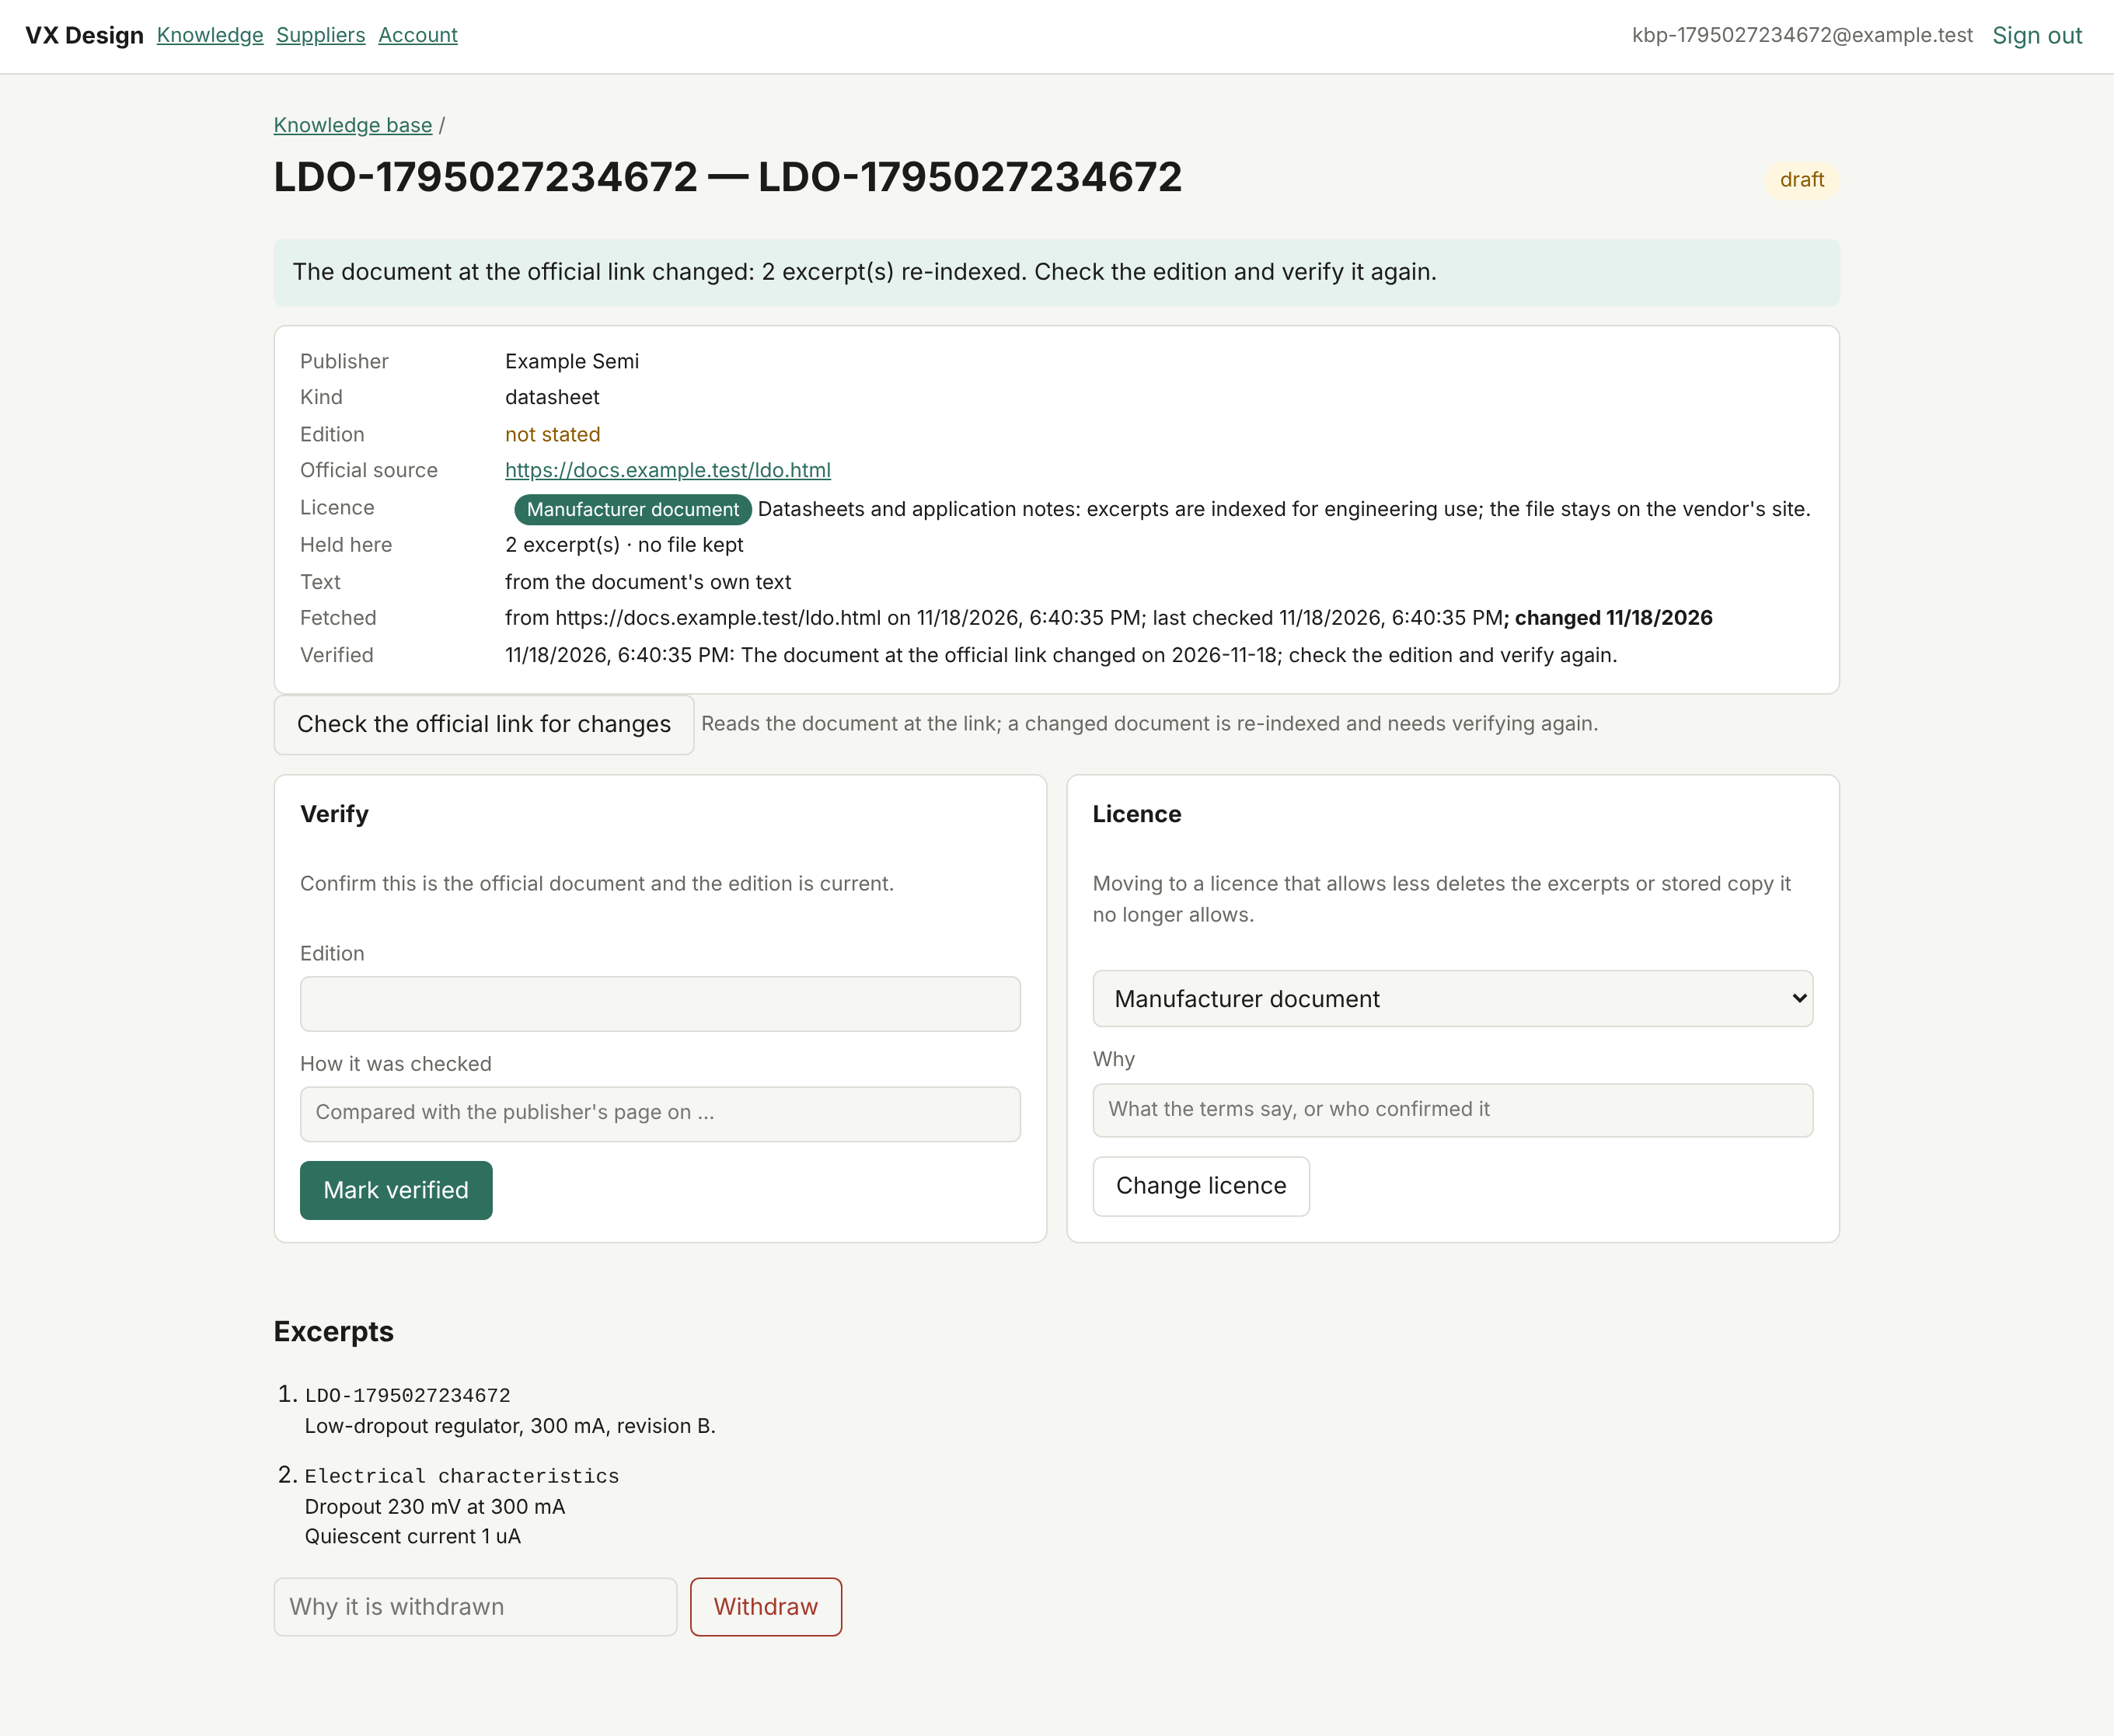 VX Design Knowledge Suppliers Account kbp-1795027234672@example.test Sign out
Knowledge base /
LDO-1795027234672 — LDO-1795027234672 draft
The document at the official link changed: 2 excerpt(s) re-indexed. Check the edition and verify it again.
Publisher Example Semi
Kind datasheet
Edition not stated
Official source https://docs.example.test/ldo.html
Licence Manufacturer document Datasheets and application notes: excerpts are indexed for engineering use; the file stays on the vendor's site.
Held here 2 excerpt(s) · no file kept
Text from the document's own text
Fetched from https://docs.example.test/ldo.html on 11/18/2026, 6:40:35 PM; last checked 11/18/2026, 6:40:35 PM; changed 11/18/2026
Verified 11/18/2026, 6:40:35 PM: The document at the official link changed on 2026-11-18; check the edition and verify again.
Check the official link for changes Reads the document at the link; a changed document is re-indexed and needs verifying again.
Verify
Confirm this is the official document and the edition is current.
Edition
How it was checked
Compared with the publisher's page on ...
Mark verified
Licence
Moving to a licence that allows less deletes the excerpts or stored copy it
no longer allows.
Manufacturer document
Why
What the terms say, or who confirmed it
Change licence
Excerpts
1. LDO-1795027234672
Low-dropout regulator, 300 mA, revision B.
2. Electrical characteristics
Dropout 230 mV at 300 mA
Quiescent current 1 uA
Why it is withdrawn Withdraw